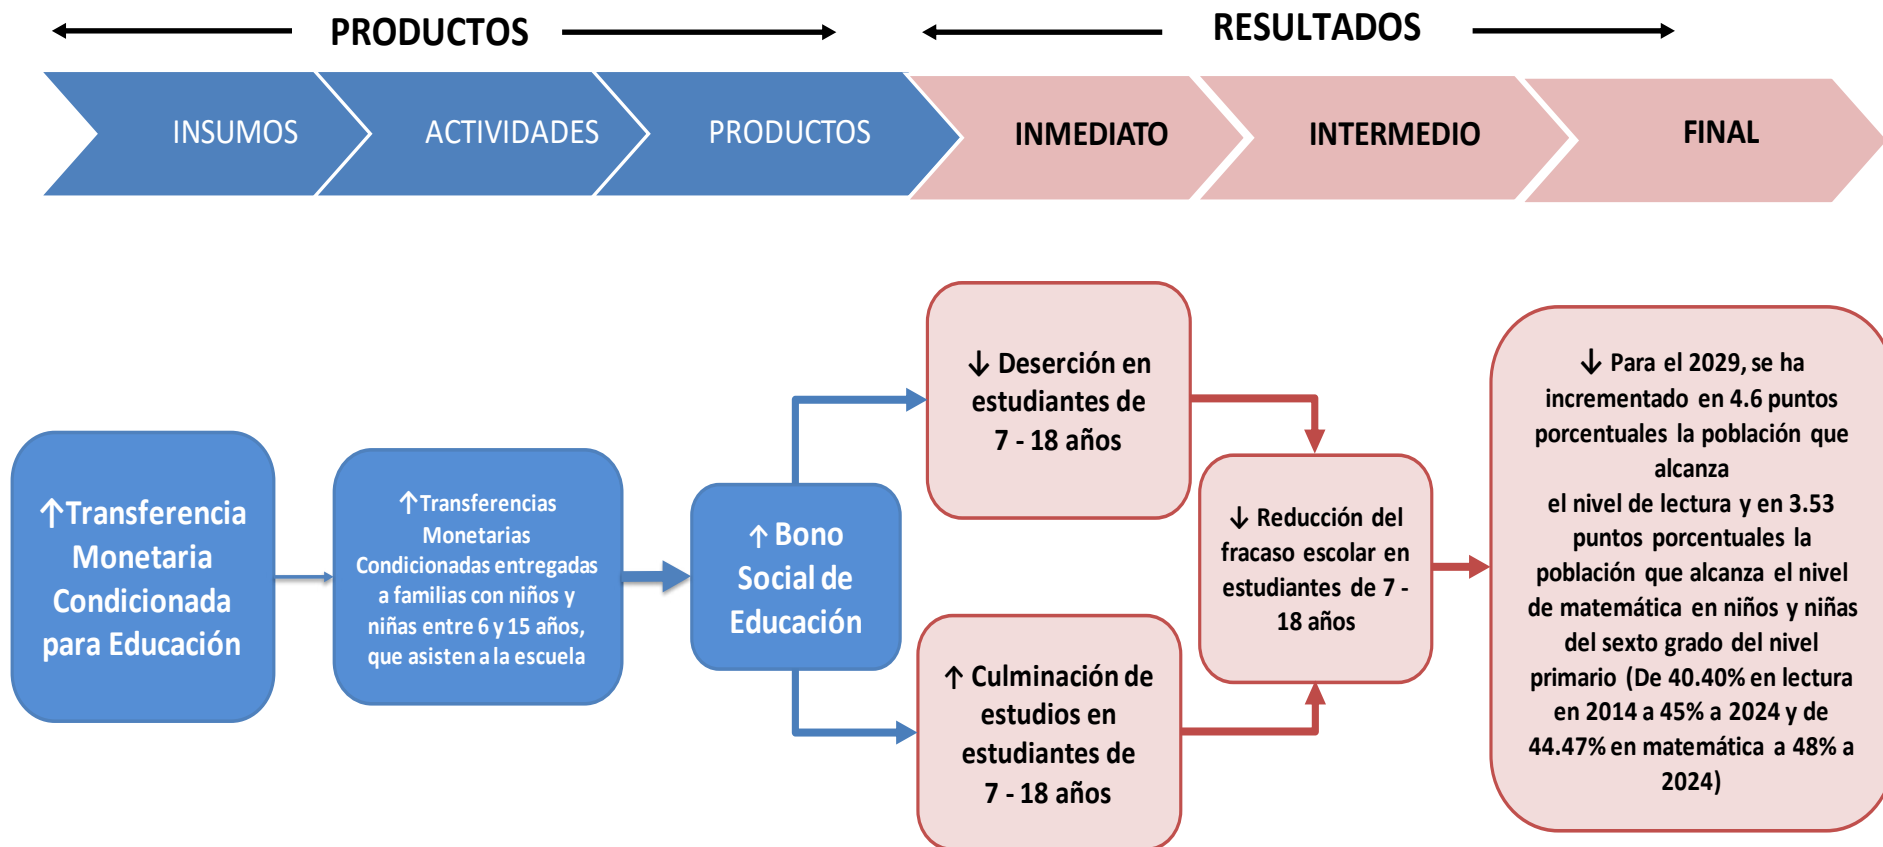 PRODUCTOS
RESULTADOS
INSUMOS
ACTIVIDADES
PRODUCTOS
INMEDIATO
INTERMEDIO
FINAL
↑Transferencia
Monetaria
Condicionada
para Educación
↑Transferencias
Monetarias
Condicionadas entregadas
a familias con niños y
niñas entre 6 y 15 años,
que asisten a la escuela
↑ Bono
Social de
Educación
↓ Deserción en
estudiantes de
7 - 18 años
↑ Culminación de
estudios en
estudiantes de
7 - 18 años
↓ Reducción del
fracaso escolar en
estudiantes de 7 -
18 años
↓ Para el 2029, se ha
incrementado en 4.6 puntos
porcentuales la población que
alcanza
el nivel de lectura y en 3.53
puntos porcentuales la
población que alcanza el nivel
de matemática en niños y niñas
del sexto grado del nivel
primario (De 40.40% en lectura
en 2014 a 45% a 2024 y de
44.47% en matemática a 48% a
2024)